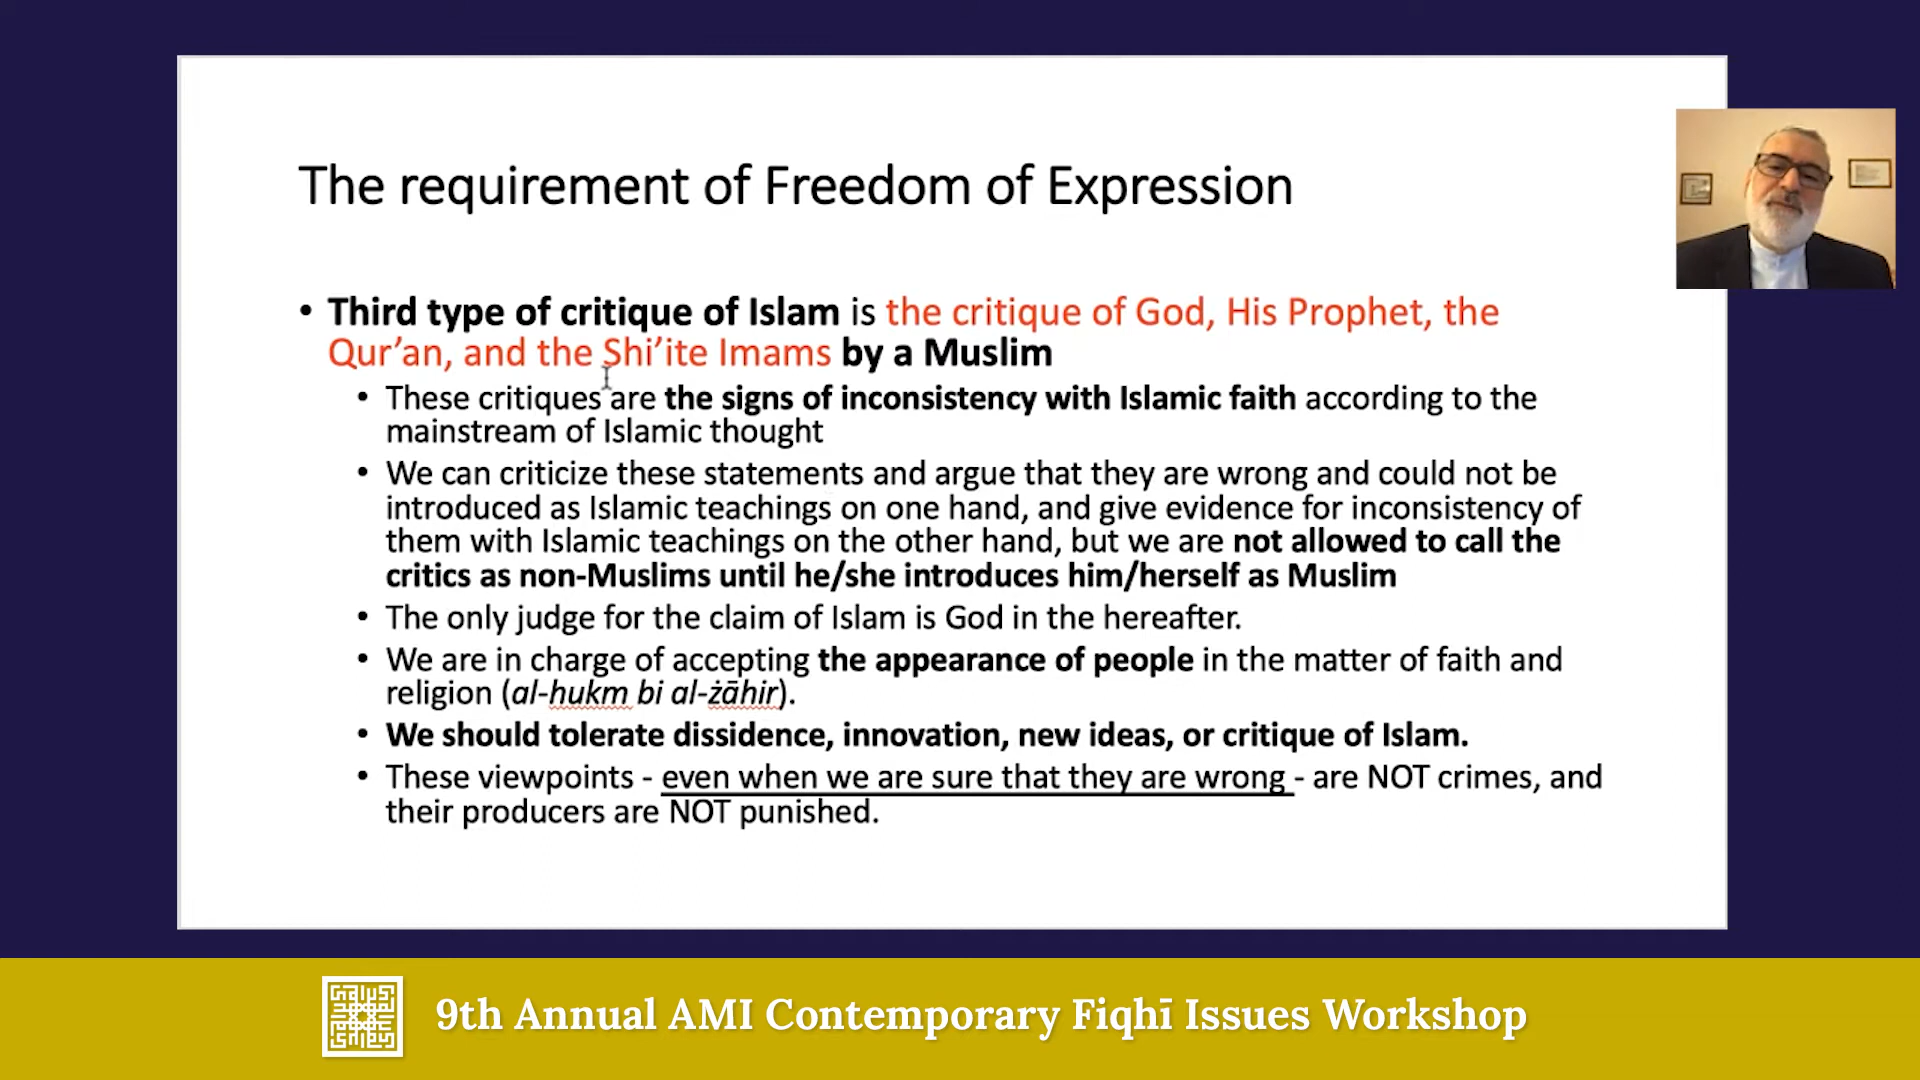 The requirement of Freedom of Expression
• Third type of critique of Islam is the critique of God, His Prophet, the
Qur’an, and the Shi’ite Imams by a Muslim
• These critiques are the signs of inconsistency with Islamic faith according to the
mainstream of Islamic thought
• We can criticize these statements and argue that they are wrong and could not be
introduced as Islamic teachings on one hand, and give evidence for inconsistency of
them with Islamic teachings on the other hand, but we are not allowed to call the
critics as non-Muslims until he/she introduces him/herself as Muslim
• The only judge for the claim of Islam is God in the hereafter.
• We are in charge of accepting the appearance of people in the matter of faith and
religion (al-hukm bi al-żāhir).
• We should tolerate dissidence, innovation, new ideas, or critique of Islam.
• These viewpoints - even when we are sure that they are wrong - are NOT crimes, and
their producers are NOT punished.
9th Annual AMI Contemporary Fiqhī Issues Workshop